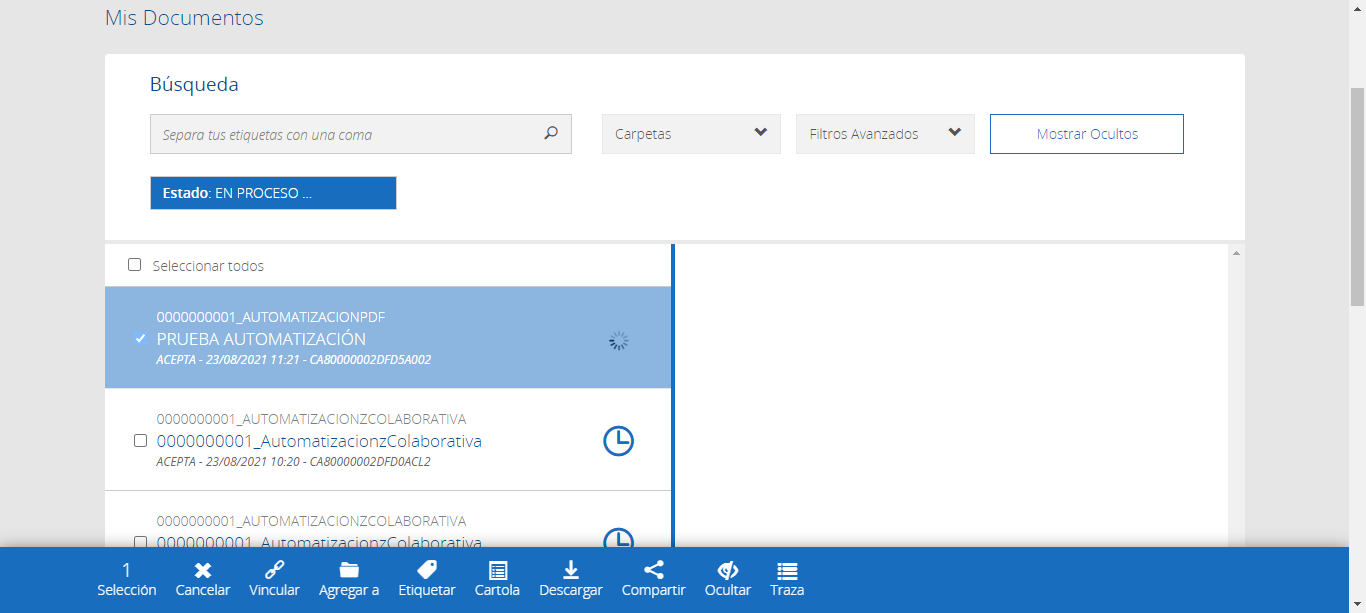 Mis Documentos
Búsqueda
Separa tus etiquetas con una coma
Carpetas
Filtros Avanzados
Mostrar Ocultos
Estado: EN PROCESO ...
Seleccionar todos
0000000001_AUTOMATIZACIONPDF
PRUEBA AUTOMATIZACIÓN
ACEPTA - 23/08/2021 11:21 - CA80000002DFD5A002
0000000001_AUTOMATIZACIONZCOLABORATIVA
0000000001_AutomatizacionzColaborativa
ACEPTA - 23/08/2021 10:20 - CA80000002DFD0ACL2
0000000001_AUTOMATIZACIONZCOLABORATIVA
0000000001_AutomatizacionzColaborativa
1
Selección
Cancelar
Vincular
Agregar a
Etiquetar
Cartola
Descargar
Compartir
Ocultar
Traza